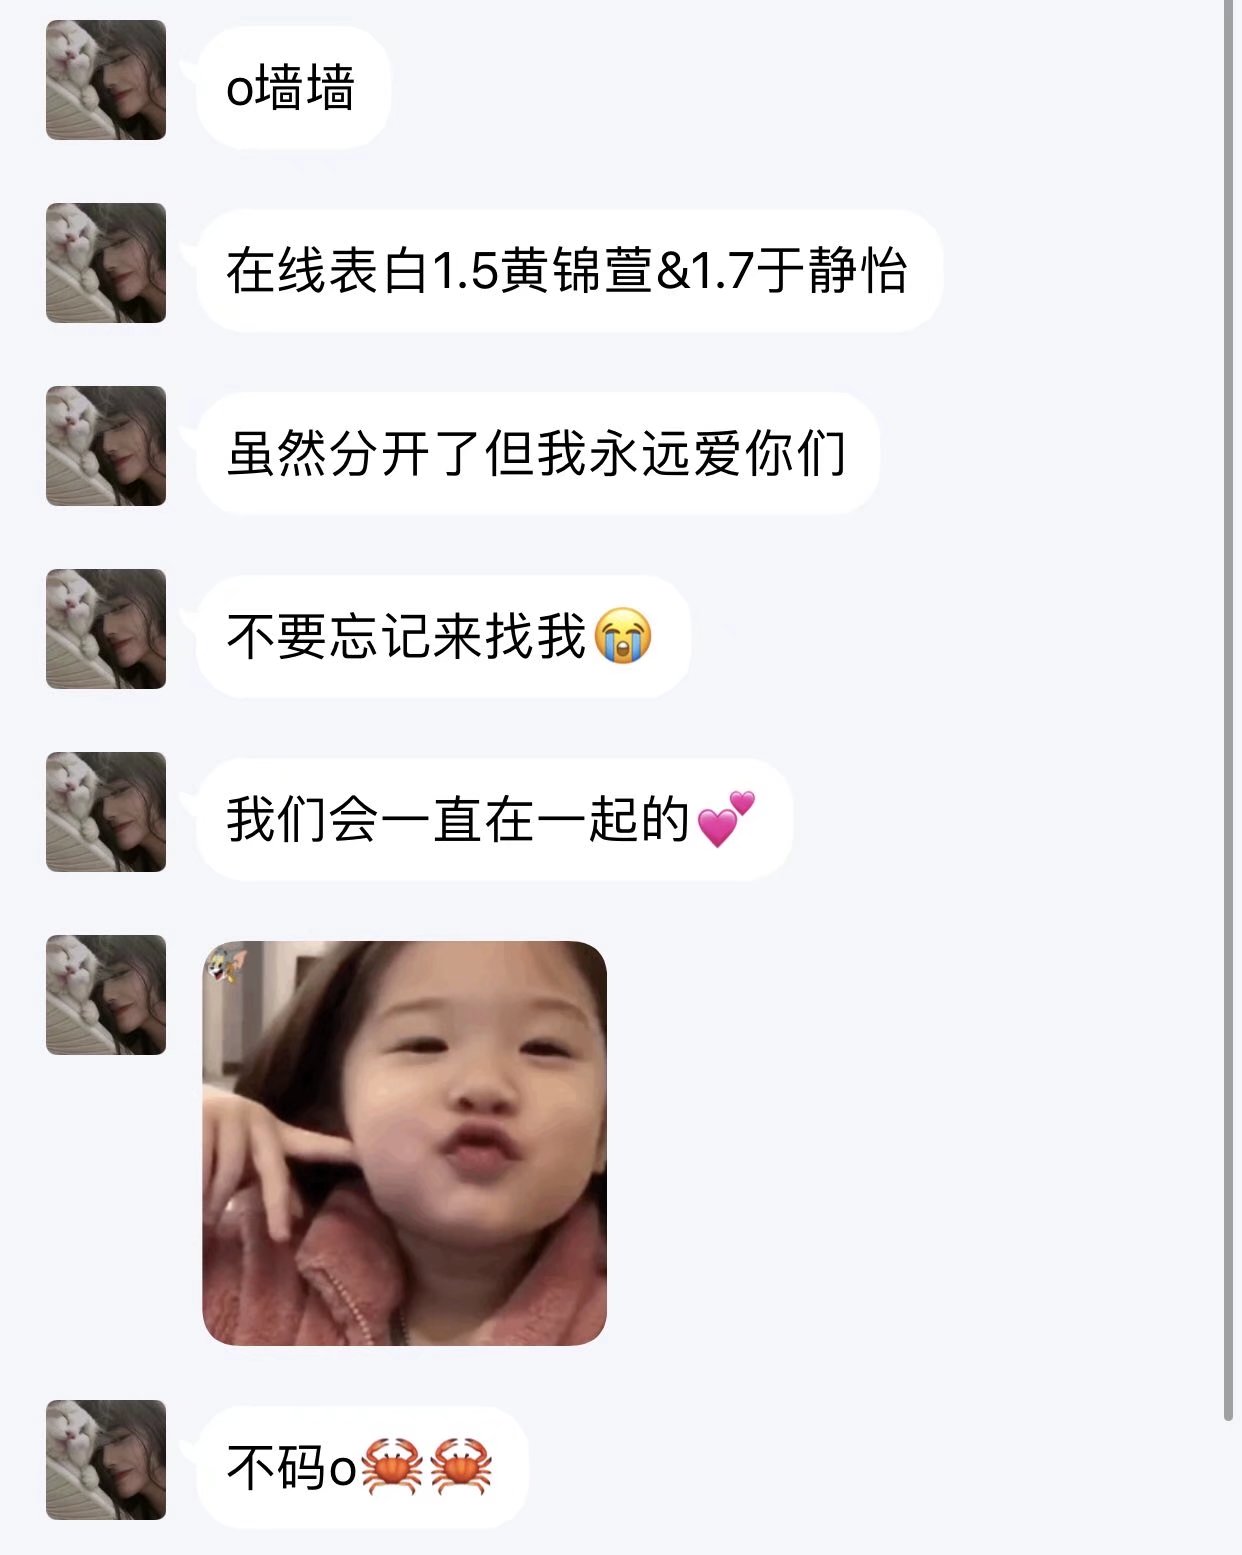 o墙墙
在线表白1.5黄锦萱&1.7于静怡
虽然分开了但我永远爱你们
不要忘记来找我😭
我们会一直在一起的💕
不码o🦀🦀